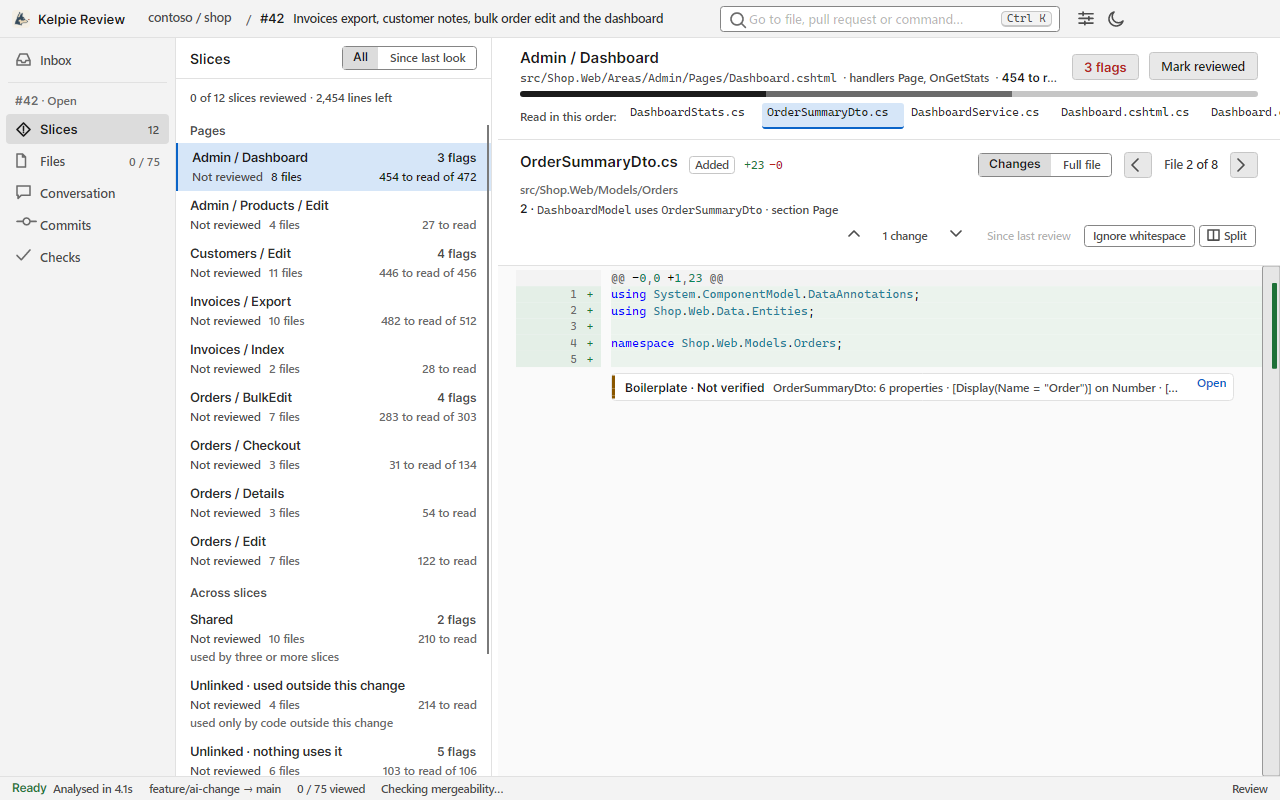 Kelpie Review
contoso / shop / #42 Invoices export, customer notes, bulk order edit and the dashboard
Go to file, pull request or command... Ctrl K
Inbox
#42 · Open
Slices 12
Files 0 / 75
Conversation
Commits
Checks
Slices
All Since last look
0 of 12 slices reviewed · 2,454 lines left
Pages
Admin / Dashboard 3 flags
Not reviewed 8 files 454 to read of 472
Admin / Products / Edit
Not reviewed 4 files 27 to read
Customers / Edit 4 flags
Not reviewed 11 files 446 to read of 456
Invoices / Export
Not reviewed 10 files 482 to read of 512
Invoices / Index
Not reviewed 2 files 28 to read
Orders / BulkEdit 4 flags
Not reviewed 7 files 283 to read of 303
Orders / Checkout
Not reviewed 3 files 31 to read of 134
Orders / Details
Not reviewed 3 files 54 to read
Orders / Edit
Not reviewed 7 files 122 to read
Across slices
Shared 2 flags
Not reviewed 10 files 210 to read
used by three or more slices
Unlinked · used outside this change
Not reviewed 4 files 214 to read
used only by code outside this change
Unlinked · nothing uses it 5 flags
Not reviewed 6 files 103 to read of 106
Admin / Dashboard
src/Shop.Web/Areas/Admin/Pages/Dashboard.cshtml · handlers Page, OnGetStats · 454 to r...
3 flags
Mark reviewed
Read in this order: DashboardStats.cs OrderSummaryDto.cs DashboardService.cs Dashboard.cshtml.cs Dashboard.c
OrderSummaryDto.cs Added +23 −0
Changes Full file
File 2 of 8
src/Shop.Web/Models/Orders
2 · DashboardModel uses OrderSummaryDto · section Page
1 change
Since last review
Ignore whitespace
Split
@@ −0,0 +1,23 @@
1 + using System.ComponentModel.DataAnnotations;
2 + using Shop.Web.Data.Entities;
3 +
4 + namespace Shop.Web.Models.Orders;
5 +
Boilerplate · Not verified OrderSummaryDto: 6 properties · [Display(Name = "Order")] on Number · [... Open
Ready Analysed in 4.1s feature/ai-change → main 0 / 75 viewed Checking mergeability... Review